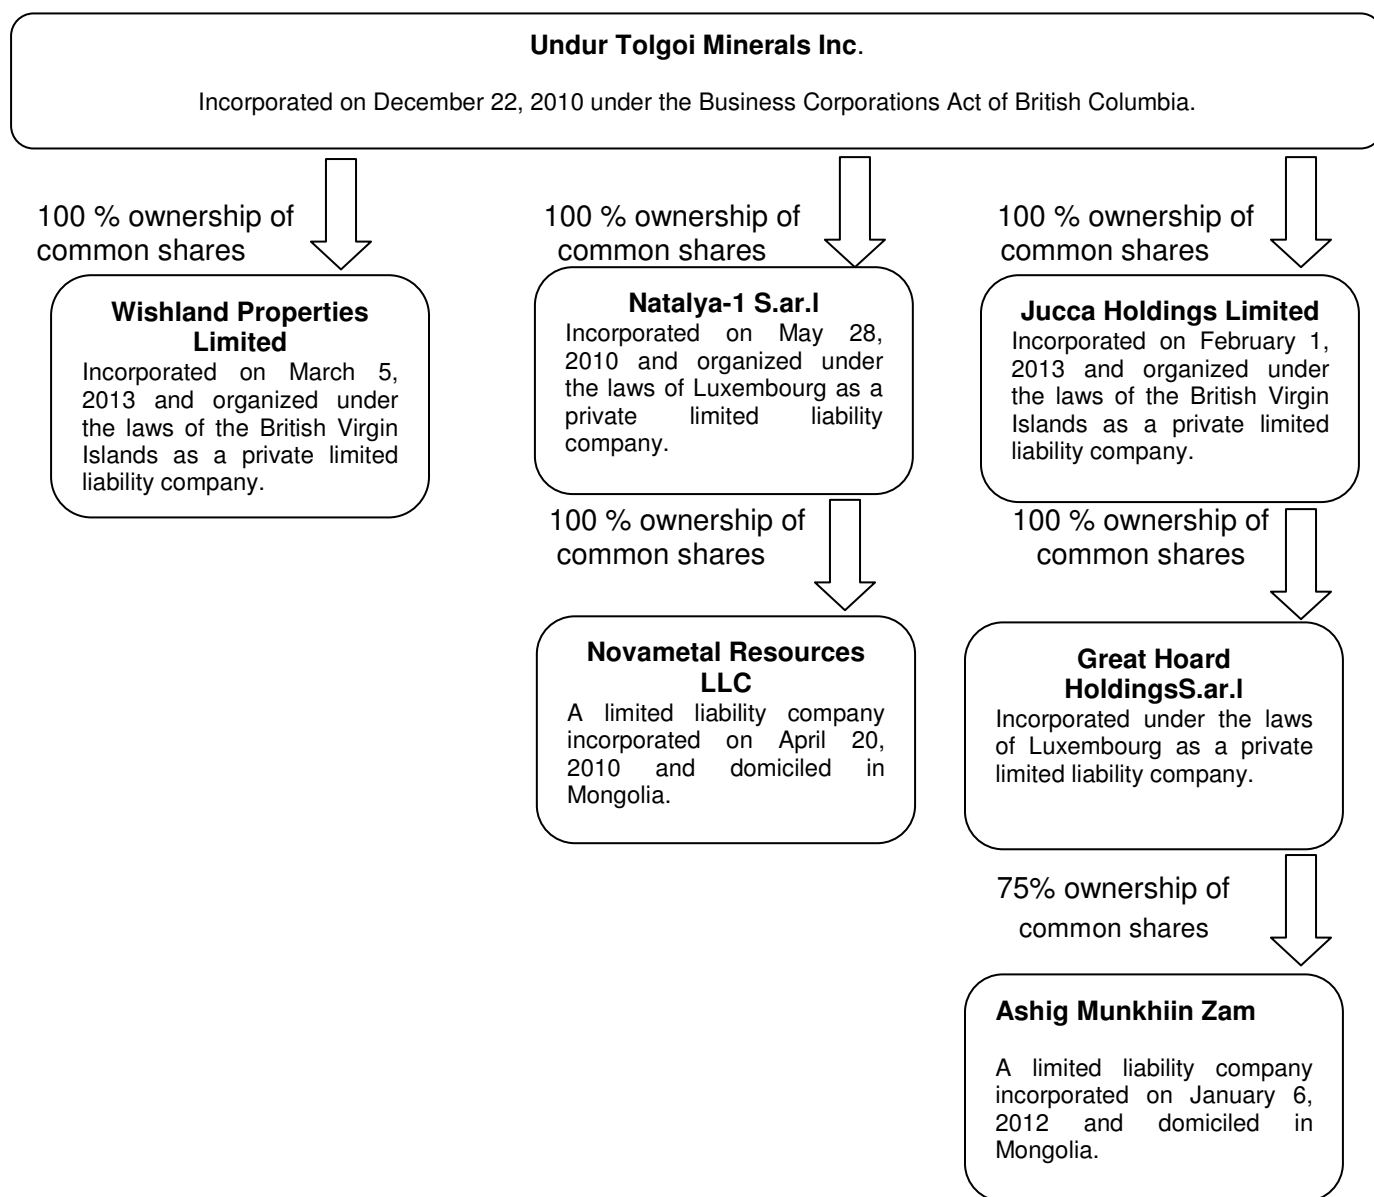 Undur Tolgoi Minerals Inc.
Incorporated on December 22, 2010 under the Business Corporations Act of British Columbia.
100 % ownership of
common shares
100 % ownership of
common shares
100 % ownership of
common shares
Wishland Properties
Limited
Incorporated on March 5,
2013 and organized under
the laws of the British Virgin
Islands as a private limited
liability company.
Natalya-1 S.ar.l
Incorporated on May 28,
2010 and organized under
the laws of Luxembourg as a
private limited liability
company.
Jucca Holdings Limited
Incorporated on February 1,
2013 and organized under
the laws of the British Virgin
Islands as a private limited
liability company.
100 % ownership of
common shares
100 % ownership of
common shares
Novametal Resources
LLC
A limited liability company
incorporated on April 20,
2010 and domiciled in
Mongolia.
Great Hoard
HoldingsS.ar.l
Incorporated under the laws
of Luxembourg as a private
limited liability company.
75% ownership of
common shares
Ashig Munkhiin Zam
A limited liability company
incorporated on January 6,
2012 and domiciled in
Mongolia.